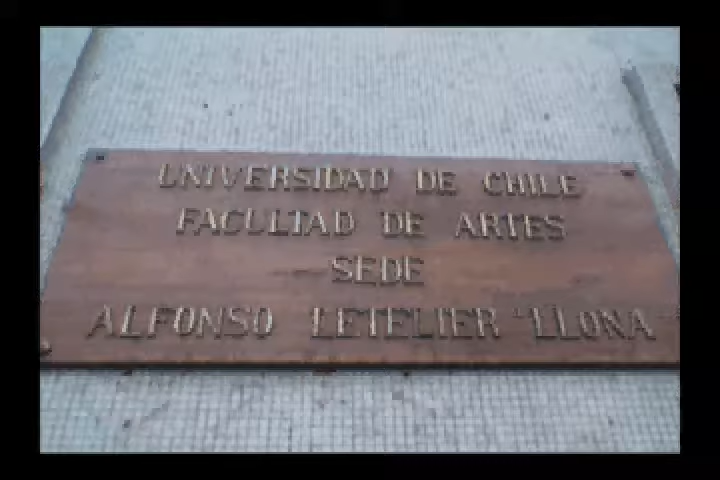 UNIVERSIDAD DE CHILE
FACULTAD DE ARTES
SEDE
ALFONSO LETELIER "LLONA"